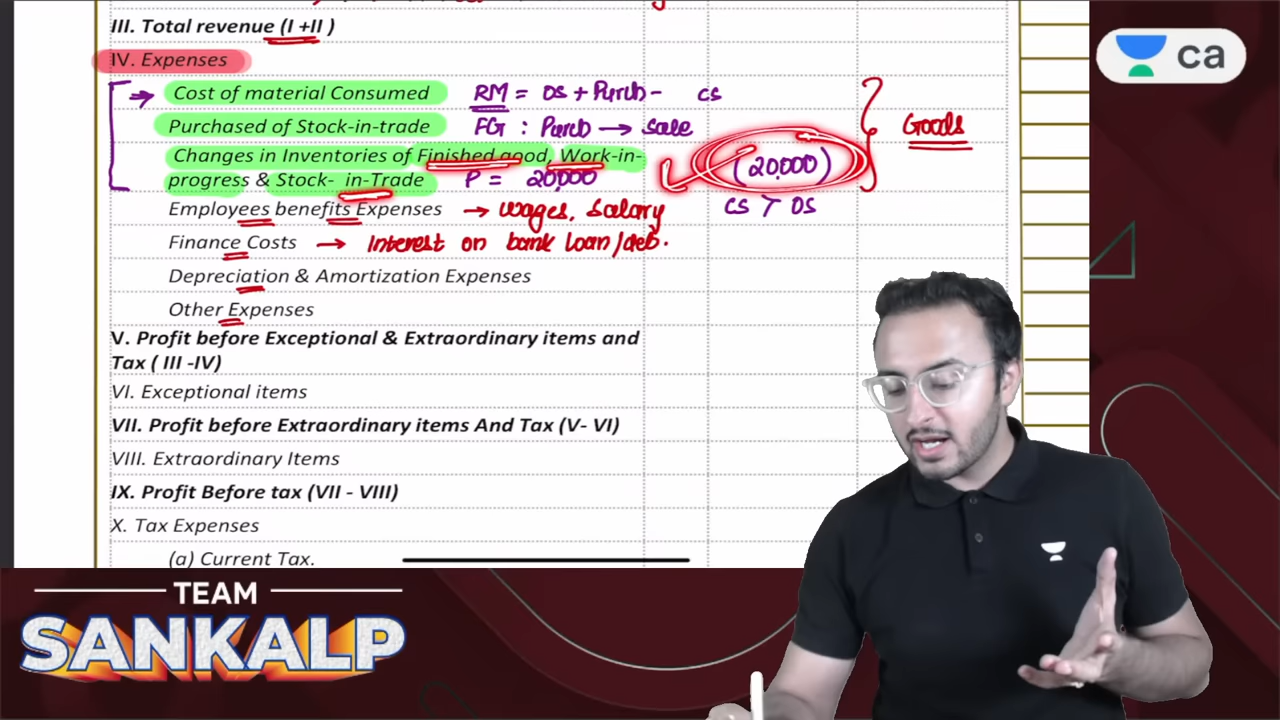 III. Total revenue (I +II )
IV. Expenses
Cost of material Consumed RM = OS + Purch - CS
Purchased of Stock-in-trade FG : Purch → Sale
Goods
Changes in Inventories of Finished good, Work-in-
progress & Stock- in-Trade P = 20,000 (20,000)
Employees benefits Expenses → Wages, Salary CS > OS
Finance Costs → Interest on bank loan/deb.
Depreciation & Amortization Expenses
Other Expenses
V. Profit before Exceptional & Extraordinary items and
Tax ( III -IV)
VI. Exceptional items
VII. Profit before Extraordinary items And Tax (V- VI)
VIII. Extraordinary Items
IX. Profit Before tax (VII - VIII)
X. Tax Expenses
(a) Current Tax.
ca
TEAM
SANKALP